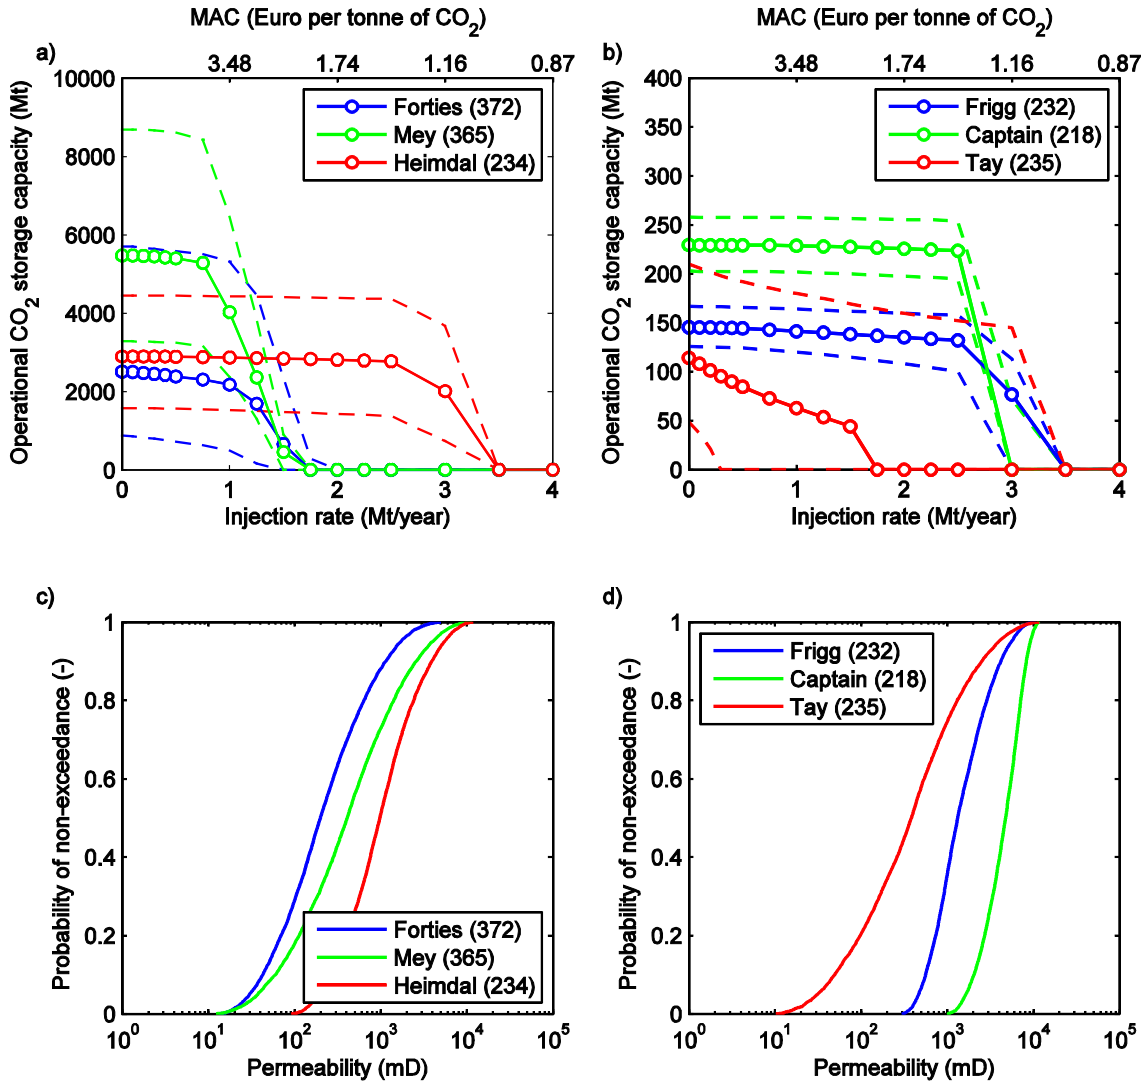 MAC (Euro per tonne of CO2)
a)
3.48 1.74 1.16 0.87
Operational CO2 storage capacity (Mt)
10000
8000
6000
4000
2000
0
Forties (372)
Mey (365)
Heimdal (234)
0 1 2 3 4
Injection rate (Mt/year)
MAC (Euro per tonne of CO2)
b)
3.48 1.74 1.16 0.87
Operational CO2 storage capacity (Mt)
400
350
300
250
200
150
100
50
0
Frigg (232)
Captain (218)
Tay (235)
0 1 2 3 4
Injection rate (Mt/year)
c)
Probability of non-exceedance (-)
1
0.8
0.6
0.4
0.2
0
Forties (372)
Mey (365)
Heimdal (234)
10^0 10^1 10^2 10^3 10^4 10^5
Permeability (mD)
d)
Probability of non-exceedance (-)
1
0.8
0.6
0.4
0.2
0
Frigg (232)
Captain (218)
Tay (235)
10^0 10^1 10^2 10^3 10^4 10^5
Permeability (mD)